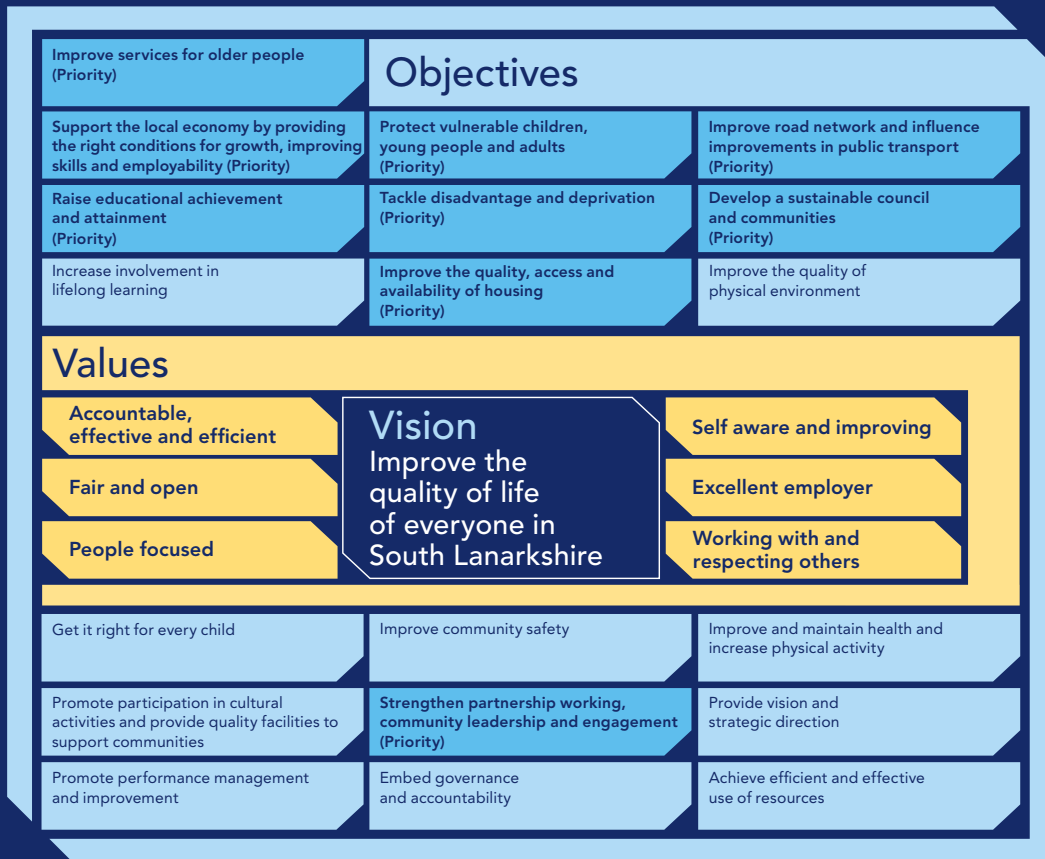 Improve services for older people
(Priority)
Objectives
Support the local economy by providing
the right conditions for growth, improving
skills and employability (Priority)
Protect vulnerable children,
young people and adults
(Priority)
Improve road network and influence
improvements in public transport
(Priority)
Raise educational achievement
and attainment
(Priority)
Tackle disadvantage and deprivation
(Priority)
Develop a sustainable council
and communities
(Priority)
Increase involvement in
lifelong learning
Improve the quality, access and
availability of housing
(Priority)
Improve the quality of
physical environment
Values
Accountable,
effective and efficient
Fair and open
People focused
Vision
Improve the
quality of life
of everyone in
South Lanarkshire
Self aware and improving
Excellent employer
Working with and
respecting others
Get it right for every child
Improve community safety
Improve and maintain health and
increase physical activity
Promote participation in cultural
activities and provide quality facilities to
support communities
Strengthen partnership working,
community leadership and engagement
(Priority)
Provide vision and
strategic direction
Promote performance management
and improvement
Embed governance
and accountability
Achieve efficient and effective
use of resources